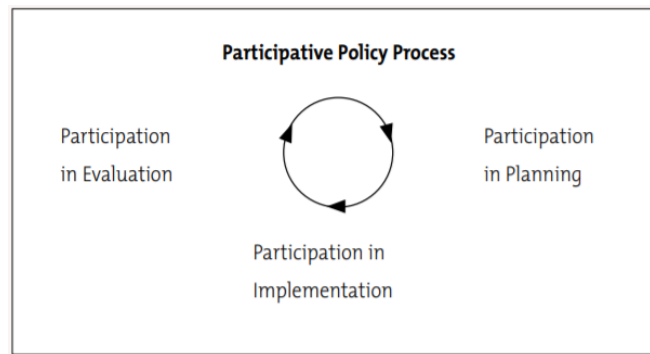 Participative Policy Process
Participation
in Evaluation
Participation
in Planning
Participation in
Implementation